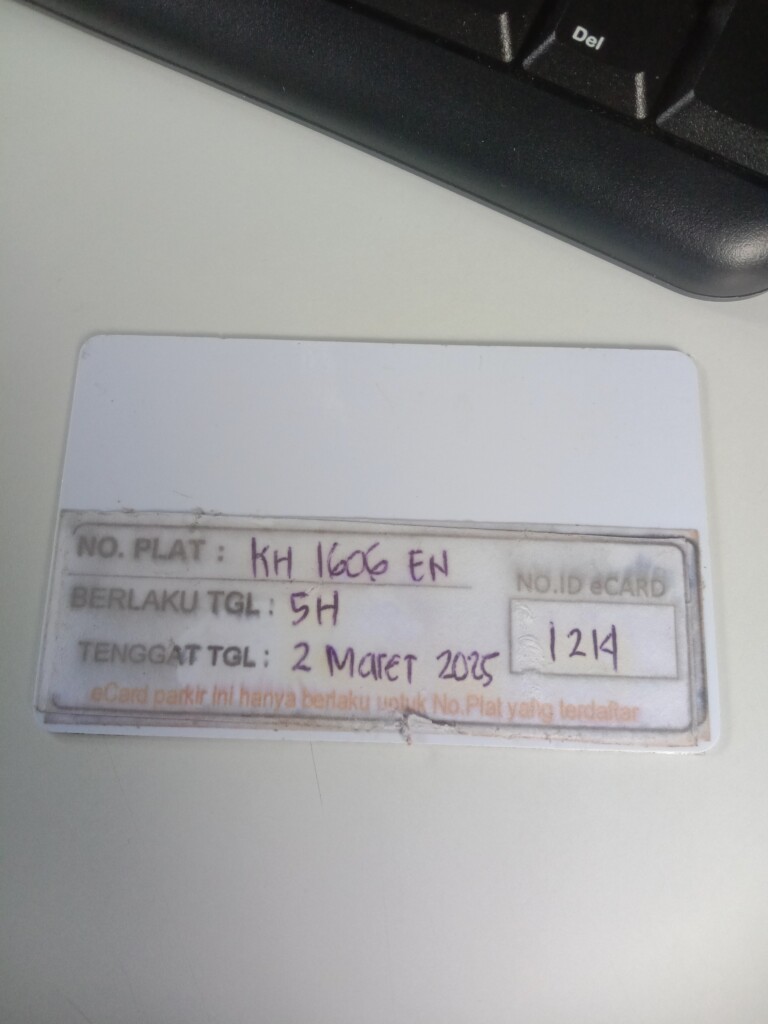 Del
NO. PLAT : KH 1606 EN
NO.ID eCARD
BERLAKU TGL : 5H
1214
TENGGAT TGL : 2 Maret 2025
eCard parkir ini hanya berlaku untuk No.Plat yang terdaftar